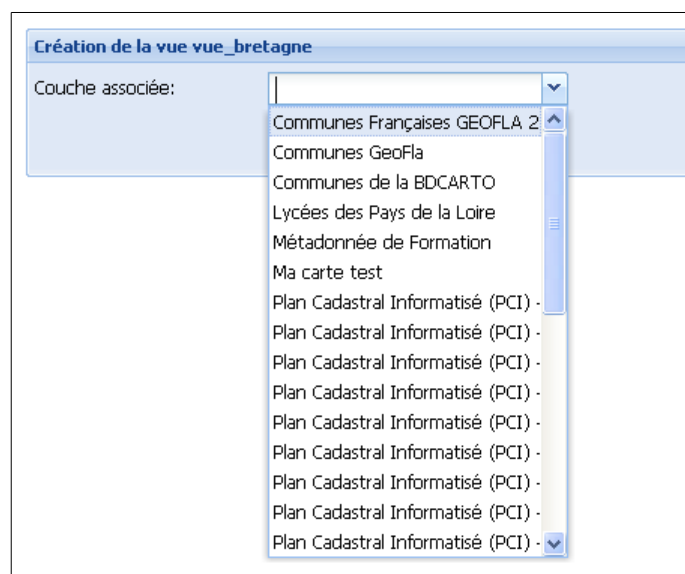 Création de la vue vue_bretagne
Couche associée:
Communes Françaises GEOFLA 2
Communes GeoFla
Communes de la BDCARTO
Lycées des Pays de la Loire
Métadonnée de Formation
Ma carte test
Plan Cadastral Informatisé (PCI) -
Plan Cadastral Informatisé (PCI) -
Plan Cadastral Informatisé (PCI) -
Plan Cadastral Informatisé (PCI) -
Plan Cadastral Informatisé (PCI) -
Plan Cadastral Informatisé (PCI) -
Plan Cadastral Informatisé (PCI) -
Plan Cadastral Informatisé (PCI) -
Plan Cadastral Informatisé (PCI) -